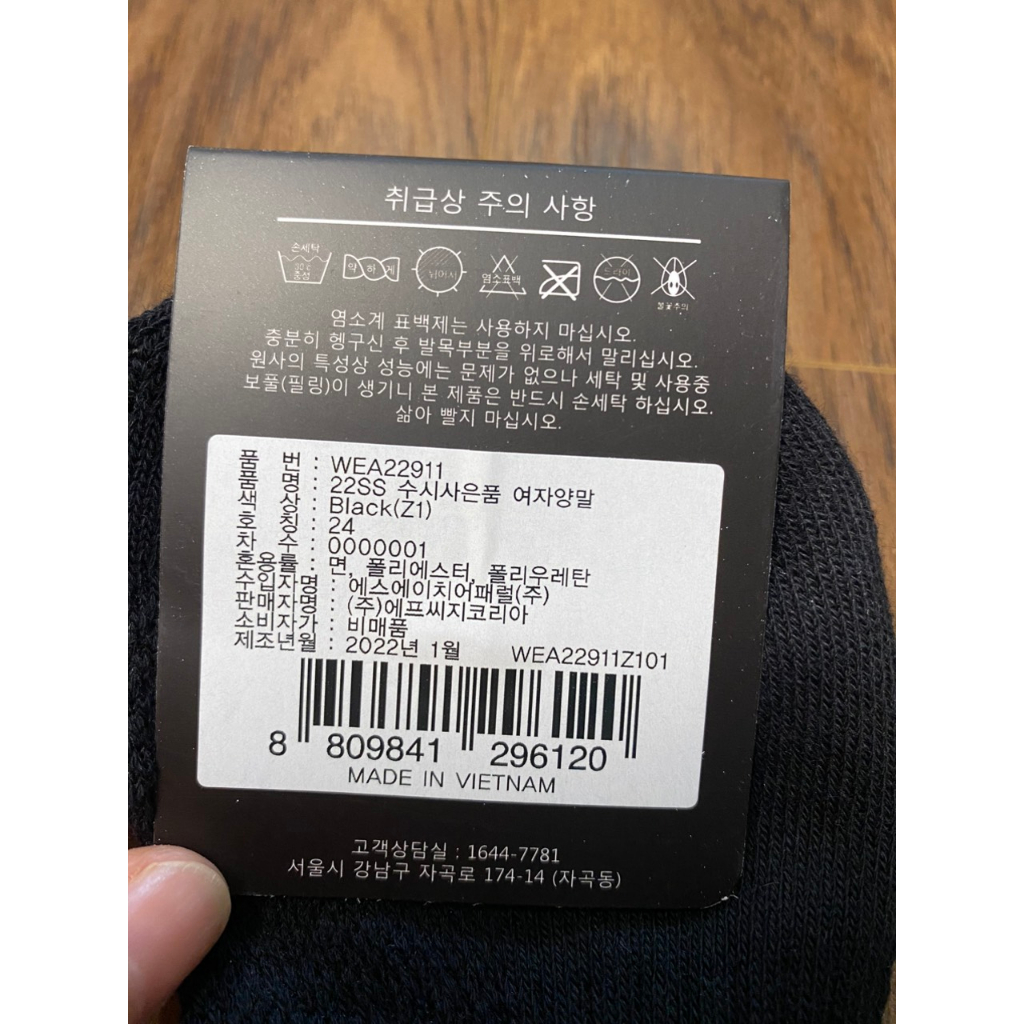 취급상 주의 사항
손세탁 30℃ 중성 약하게 뉘어서 염소표백 드라이 불꽃주의
염소계 표백제는 사용하지 마십시오.
충분히 헹구신 후 발목부분을 위로해서 말리십시오.
원사의 특성상 성능에는 문제가 없으나 세탁 및 사용중
보풀(필링)이 생기니 본 제품은 반드시 손세탁 하십시오.
삶아 빨지 마십시오.
품 번 : WEA22911
품 명 : 22SS 수시사은품 여자양말
색 상 : Black(Z1)
호 칭 : 24
차 수 : 0000001
혼용률 : 면, 폴리에스터, 폴리우레탄
수입자명 : 에스에이치어패럴(주)
판매자명 : (주)에프씨지코리아
소비자가 : 비매품
제조년월 : 2022년 1월 WEA22911Z101
8 809841 296120
MADE IN VIETNAM
고객상담실 : 1644-7781
서울시 강남구 자곡로 174-14 (자곡동)